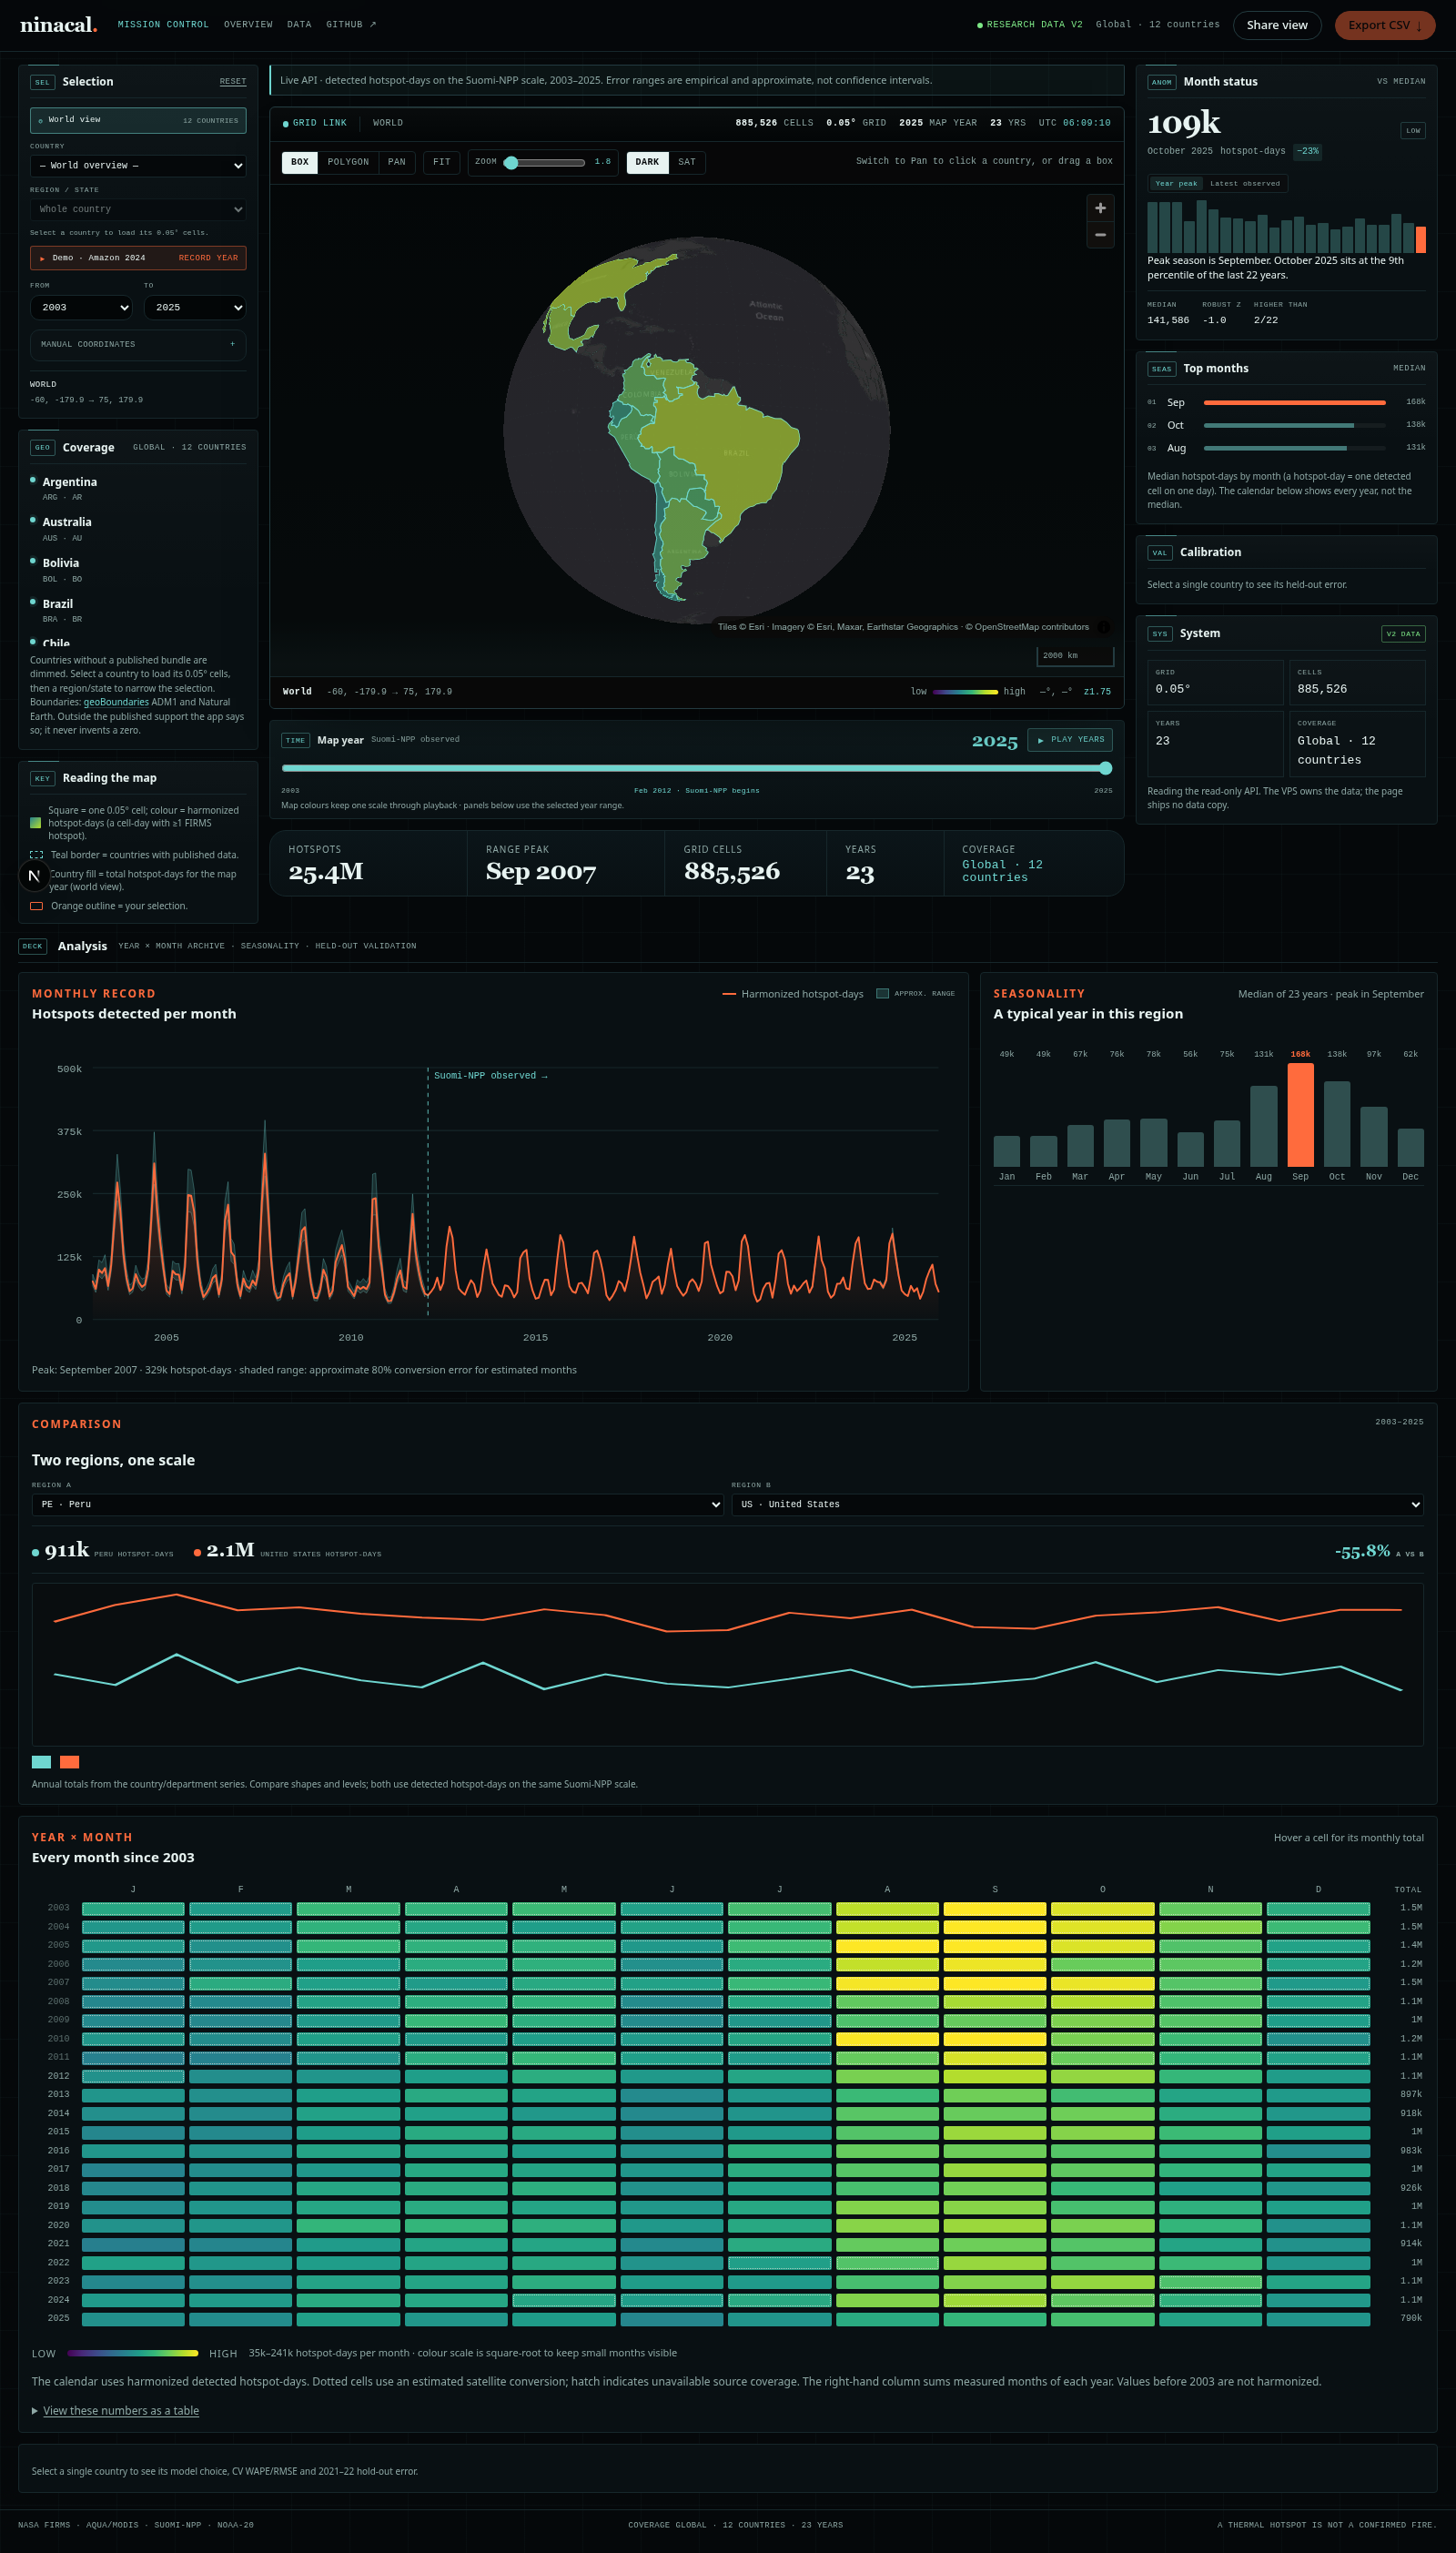 ninacal.
MISSION CONTROL OVERVIEW DATA GITHUB ↗
RESEARCH DATA V2 Global · 12 countries Share view Export CSV ↓
SEL Selection RESET
World view 12 COUNTRIES
COUNTRY
— World overview —
REGION / STATE
Whole country
Select a country to load its 0.05° cells.
▶ Demo · Amazon 2024 RECORD YEAR
FROM TO
2003 2025
MANUAL COORDINATES +
WORLD
-60, -179.9 → 75, 179.9
GEO Coverage GLOBAL · 12 COUNTRIES
Argentina
ARG · AR
Australia
AUS · AU
Bolivia
BOL · BO
Brazil
BRA · BR
Chile
Countries without a published bundle are
dimmed. Select a country to load its 0.05° cells,
then a region/state to narrow the selection.
Boundaries: geoBoundaries ADM1 and Natural
Earth. Outside the published support the app says
so; it never invents a zero.
KEY Reading the map
Square = one 0.05° cell; colour = harmonized
hotspot-days (a cell-day with ≥1 FIRMS
hotspot).
Teal border = countries with published data.
Country fill = total hotspot-days for the map
year (world view).
Orange outline = your selection.
N
Live API · detected hotspot-days on the Suomi-NPP scale, 2003–2025. Error ranges are empirical and approximate, not confidence intervals.
GRID LINK WORLD 885,526 CELLS 0.05° GRID 2025 MAP YEAR 23 YRS UTC 06:09:10
BOX POLYGON PAN FIT ZOOM 1.8 DARK SAT Switch to Pan to click a country, or drag a box
+
−
Atlantic
Ocean
VENEZUELA
COLOMBIA
BRAZIL
Tiles © Esri · Imagery © Esri, Maxar, Earthstar Geographics · © OpenStreetMap contributors
2000 km
World -60, -179.9 → 75, 179.9 low high —°, —° z1.75
TIME Map year Suomi-NPP observed 2025 ▶ PLAY YEARS
2003 Feb 2012 · Suomi-NPP begins 2025
Map colours keep one scale through playback · panels below use the selected year range.
HOTSPOTS RANGE PEAK GRID CELLS YEARS COVERAGE
25.4M Sep 2007 885,526 23 Global · 12
countries
ANOM Month status VS MEDIAN
109k LOW
October 2025 hotspot-days −23%
Year peak Latest observed
Peak season is September. October 2025 sits at the 9th
percentile of the last 22 years.
MEDIAN ROBUST Z HIGHER THAN
141,586 -1.0 2/22
SEAS Top months MEDIAN
01 Sep 168k
02 Oct 138k
03 Aug 131k
Median hotspot-days by month (a hotspot-day = one detected
cell on one day). The calendar below shows every year, not the
median.
VAL Calibration
Select a single country to see its held-out error.
SYS System V2 DATA
GRID CELLS
0.05° 885,526
YEARS COVERAGE
23 Global · 12
countries
Reading the read-only API. The VPS owns the data; the page
ships no data copy.
DECK Analysis YEAR × MONTH ARCHIVE · SEASONALITY · HELD-OUT VALIDATION
MONTHLY RECORD Harmonized hotspot-days APPROX. RANGE
Hotspots detected per month
500k
Suomi-NPP observed →
375k
250k
125k
0
2005 2010 2015 2020 2025
Peak: September 2007 · 329k hotspot-days · shaded range: approximate 80% conversion error for estimated months
SEASONALITY Median of 23 years · peak in September
A typical year in this region
49k 49k 67k 76k 78k 56k 75k 131k 168k 138k 97k 62k
Jan Feb Mar Apr May Jun Jul Aug Sep Oct Nov Dec
COMPARISON 2003–2025
Two regions, one scale
REGION A REGION B
PE · Peru US · United States
911k PERU HOTSPOT-DAYS 2.1M UNITED STATES HOTSPOT-DAYS -55.8% A VS B
Annual totals from the country/department series. Compare shapes and levels; both use detected hotspot-days on the same Suomi-NPP scale.
YEAR × MONTH Hover a cell for its monthly total
Every month since 2003
J F M A M J J A S O N D TOTAL
2003 1.5M
2004 1.5M
2005 1.4M
2006 1.2M
2007 1.5M
2008 1.1M
2009 1M
2010 1.2M
2011 1.1M
2012 1.1M
2013 897k
2014 918k
2015 1M
2016 983k
2017 1M
2018 926k
2019 1M
2020 1.1M
2021 914k
2022 1M
2023 1.1M
2024 1.1M
2025 790k
LOW HIGH 35k–241k hotspot-days per month · colour scale is square-root to keep small months visible
The calendar uses harmonized detected hotspot-days. Dotted cells use an estimated satellite conversion; hatch indicates unavailable source coverage. The right-hand column sums measured months of each year. Values before 2003 are not harmonized.
▶ View these numbers as a table
Select a single country to see its model choice, CV WAPE/RMSE and 2021–22 hold-out error.
NASA FIRMS · AQUA/MODIS · SUOMI-NPP · NOAA-20 COVERAGE GLOBAL · 12 COUNTRIES · 23 YEARS A THERMAL HOTSPOT IS NOT A CONFIRMED FIRE.